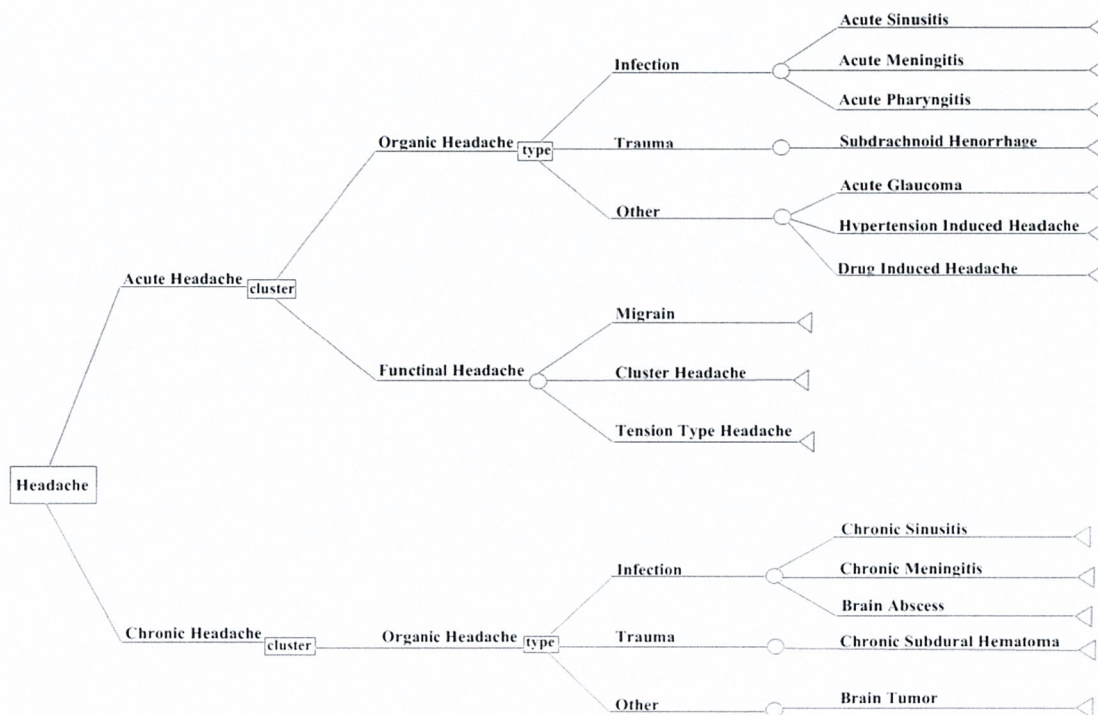 Acute Sinusitis
Infection
Acute Meningitis
Acute Pharyngitis
Organic Headache
type
Trauma
Subdrachnoid Henorrhage
Acute Glaucoma
Other
Hypertension Induced Headache
Drug Induced Headache
Acute Headache
cluster
Migrain
Functinal Headache
Cluster Headache
Tension Type Headache
Headache
Chronic Sinusitis
Infection
Chronic Meningitis
Brain Abscess
Chronic Headache
cluster
Organic Headache
type
Trauma
Chronic Subdural Hematoma
Other
Brain Tumor